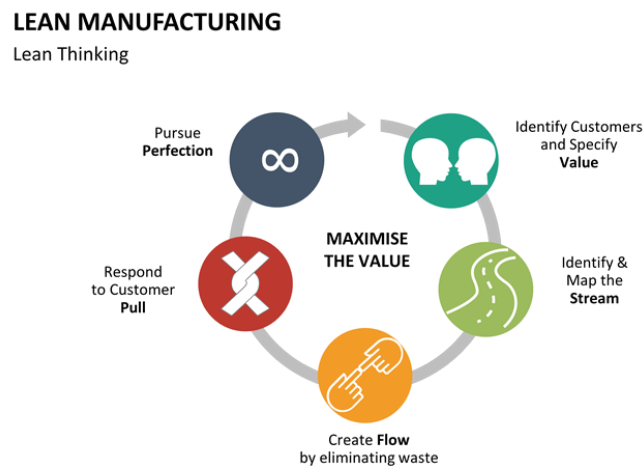 LEAN MANUFACTURING
Lean Thinking
Identify Customers
and Specify
Value
Identify &
Map the
Stream
Create Flow
by eliminating waste
Respond
to Customer
Pull
Pursue
Perfection
MAXIMISE
THE VALUE